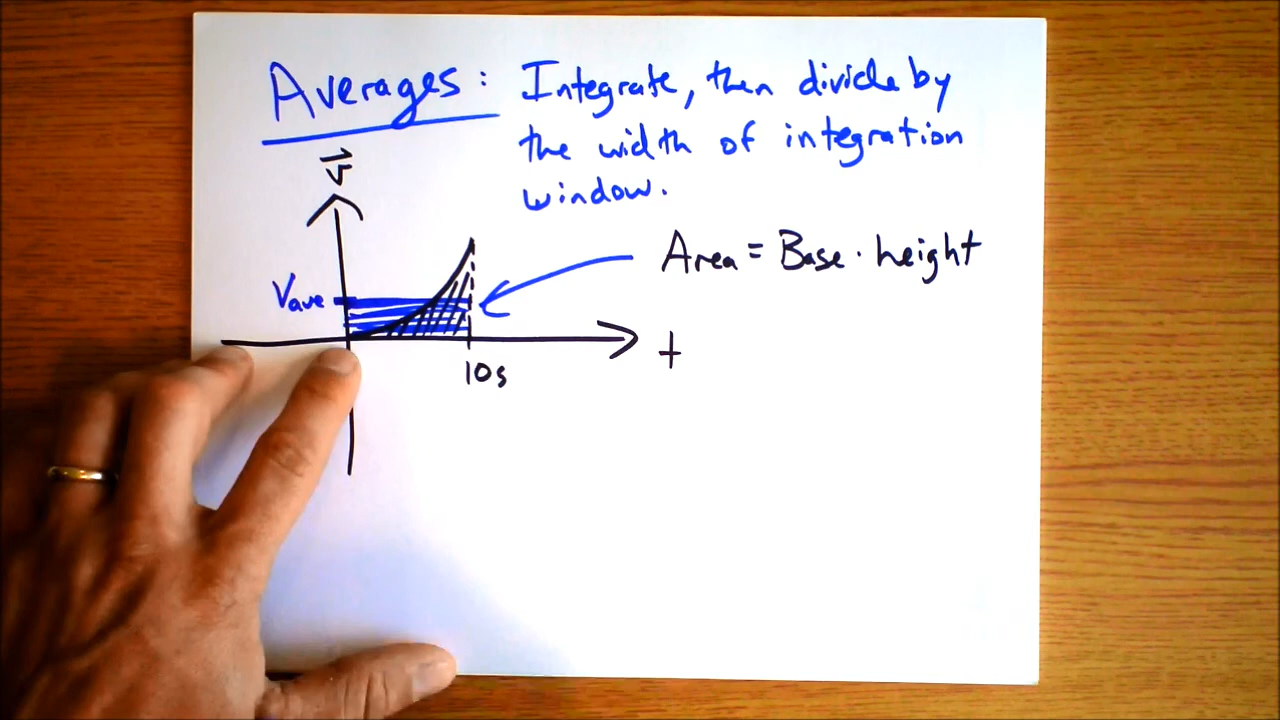 Averages: Integrate, then divide by
the width of integration
window.
v⃗
Area = Base · height
Vave
t
10s